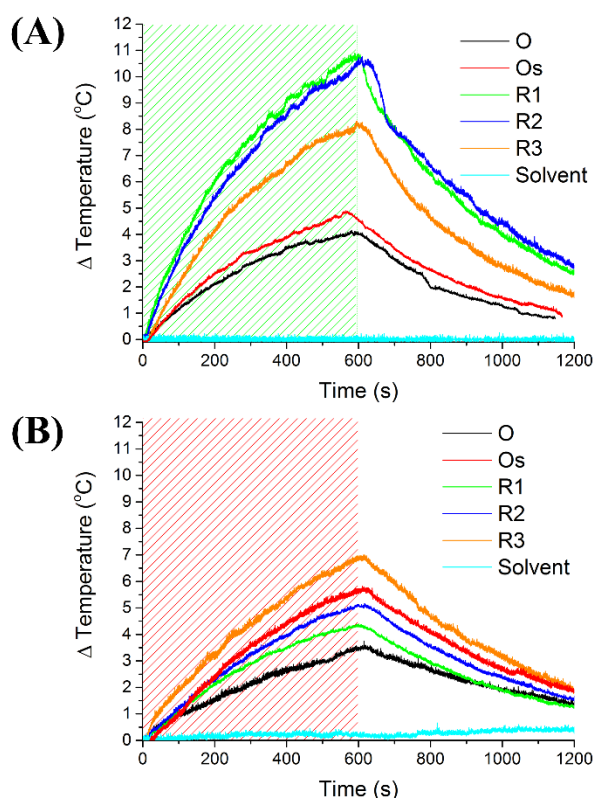 (A)
12
11
10
9
8
7
6
5
4
3
2
1
0
Δ Temperature (°C)
O
Os
R1
R2
R3
Solvent
0 200 400 600 800 1000 1200
Time (s)
(B)
12
11
10
9
8
7
6
5
4
3
2
1
0
Δ Temperature (°C)
O
Os
R1
R2
R3
Solvent
0 200 400 600 800 1000 1200
Time (s)